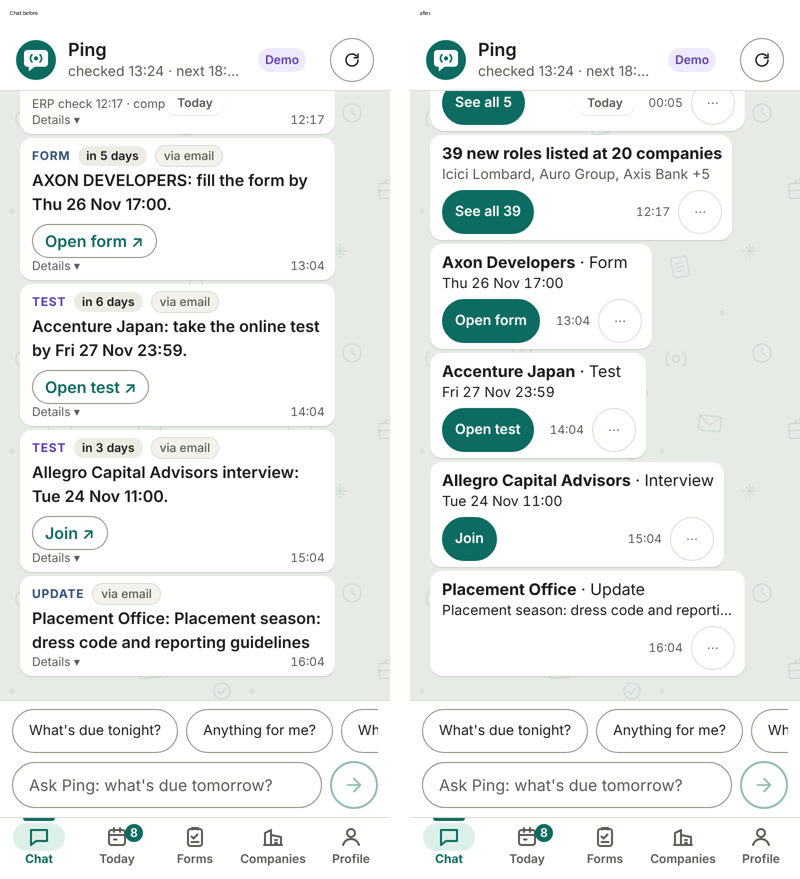 Chat before
Ping
checked 13:24 · next 18:...
Demo
ERP check 12:17 · comp
Today
Details ▾
12:17
FORM
in 5 days
via email
AXON DEVELOPERS: fill the form by
Thu 26 Nov 17:00.
Open form ↗
Details ▾
13:04
TEST
in 6 days
via email
Accenture Japan: take the online test
by Fri 27 Nov 23:59.
Open test ↗
Details ▾
14:04
TEST
in 3 days
via email
Allegro Capital Advisors interview:
Tue 24 Nov 11:00.
Join ↗
Details ▾
15:04
UPDATE
via email
Placement Office: Placement season:
dress code and reporting guidelines
Details ▾
16:04
What's due tonight?
Anything for me?
Wh
Ask Ping: what's due tomorrow?
Chat
8
Today
Forms
Companies
Profile
after
Ping
checked 13:24 · next 18:...
Demo
See all 5
Today
00:05
...
39 new roles listed at 20 companies
Icici Lombard, Auro Group, Axis Bank +5
See all 39
12:17
...
Axon Developers · Form
Thu 26 Nov 17:00
Open form
13:04
...
Accenture Japan · Test
Fri 27 Nov 23:59
Open test
14:04
...
Allegro Capital Advisors · Interview
Tue 24 Nov 11:00
Join
15:04
...
Placement Office · Update
Placement season: dress code and reporti...
16:04
...
What's due tonight?
Anything for me?
Wh
Ask Ping: what's due tomorrow?
Chat
8
Today
Forms
Companies
Profile